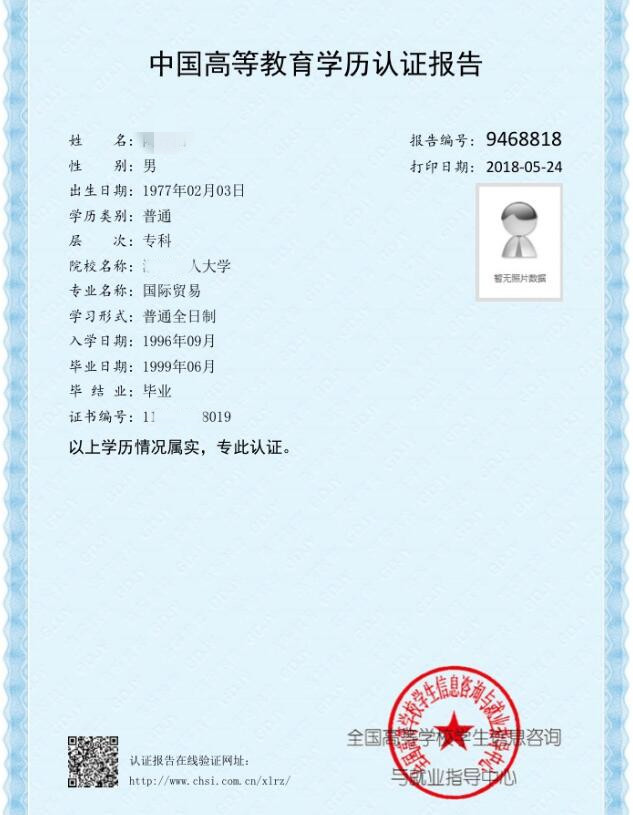 中国高等教育学历认证报告
姓 名：
报告编号：9468818
性 别：男
打印日期：2018-05-24
出生日期：1977年02月03日
学历类别：普通
层 次：专科
院校名称： 人大学
专业名称：国际贸易
学习形式：普通全日制
入学日期：1996年09月
毕业日期：1999年06月
毕 结 业：毕业
证书编号：11 8019
暂无照片数据
以上学历情况属实，专此认证。
全国高等学校学生信息咨询与就业指导中心
全国高等学校学生信息咨询
与就业指导中心
认证报告在线验证网址：
http://www.chsi.com.cn/xlrz/